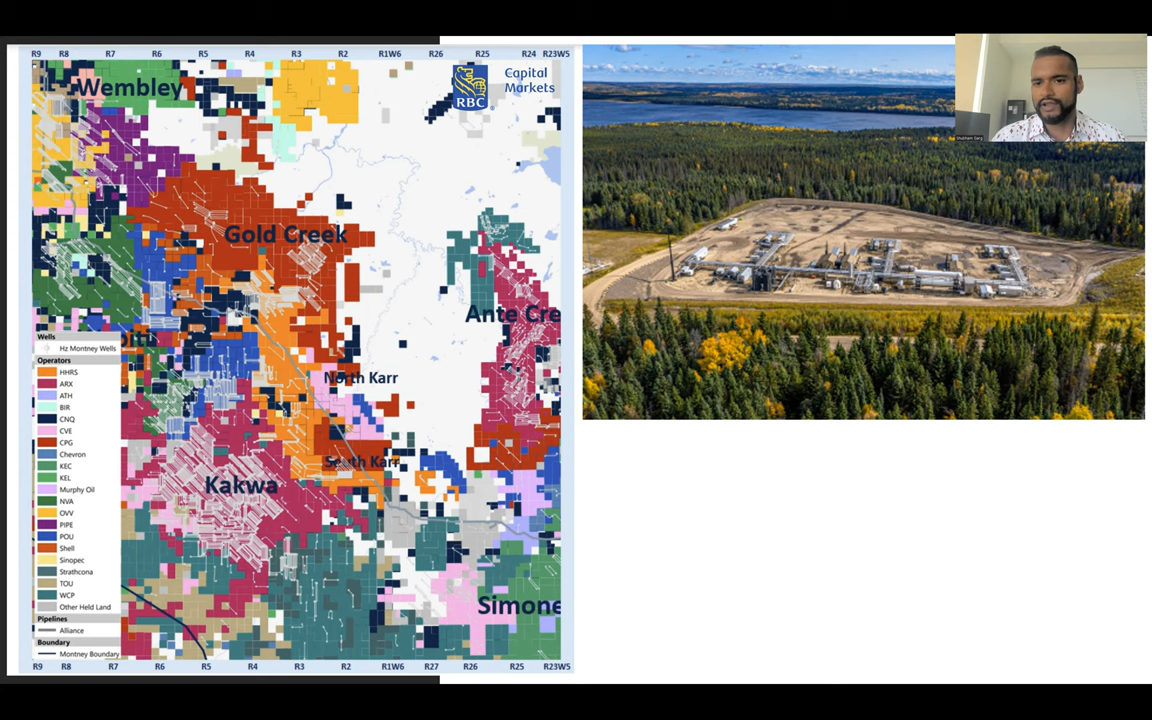 R9 R8 R7 R6 R5 R4 R3 R2 R1W6 R26 R25 R24 R23W5
Wembley
RBC
Capital
Markets
Gold Creek
Ante Cre
North Karr
South Karr
Kakwa
Simone
Wells
Hz Montney Wells
Operators
HHRS
ARX
ATH
BIR
CNQ
CVE
CPG
Chevron
KEC
KEL
Murphy Oil
NVA
OVV
PIPE
POU
Shell
Sinopec
Strathcona
TOU
WCP
Other Held Land
Pipelines
Alliance
Boundary
Montney Boundary
R9 R8 R7 R6 R5 R4 R3 R2 R1W6 R27 R26 R25 R23W5
Shubham Garg